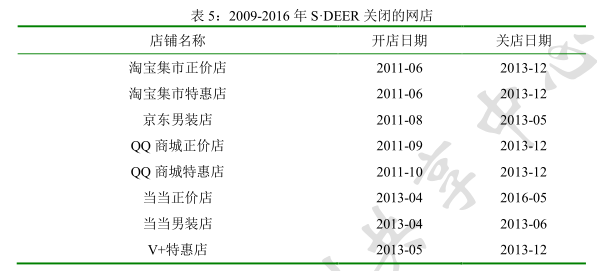 表 5：2009-2016 年 S·DEER 关闭的网店
店铺名称 开店日期 关店日期
淘宝集市正价店 2011-06 2013-12
淘宝集市特惠店 2011-06 2013-12
京东男装店 2011-08 2013-05
QQ 商城正价店 2011-09 2013-12
QQ 商城特惠店 2011-10 2013-12
当当正价店 2013-04 2016-05
当当男装店 2013-04 2013-06
V+特惠店 2013-05 2013-12
享中心